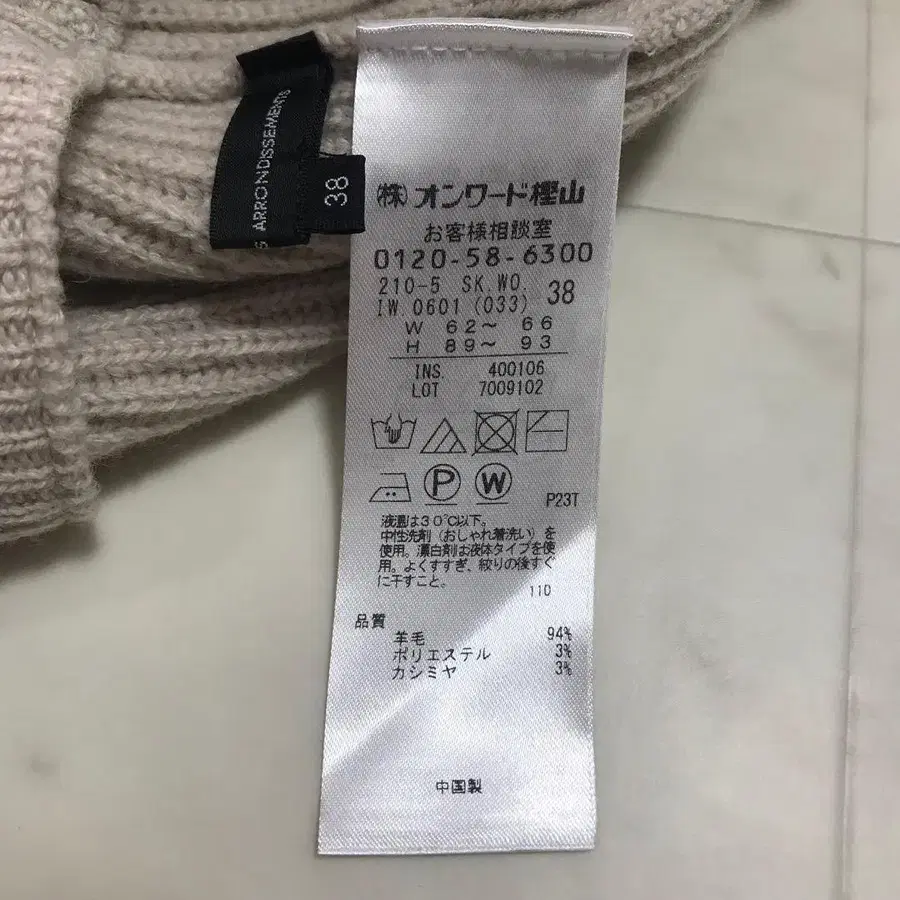 S ARRONDISSEMENTS
38
(株)オンワード樫山
お客様相談室
0120-58-6300
210-5 SK.WO.
IW 0601 (033) 38
W 62～ 66
H 89～ 93
INS 400106
LOT 7009102
P
W
P23T
液温は30℃以下。
中性洗剤（おしゃれ着洗い）を
使用。漂白剤は液体タイプを使
用。よくすすぎ、絞りの後すぐ
に干すこと。
110
品質
羊毛 94%
ポリエステル 3%
カシミヤ 3%
中国製